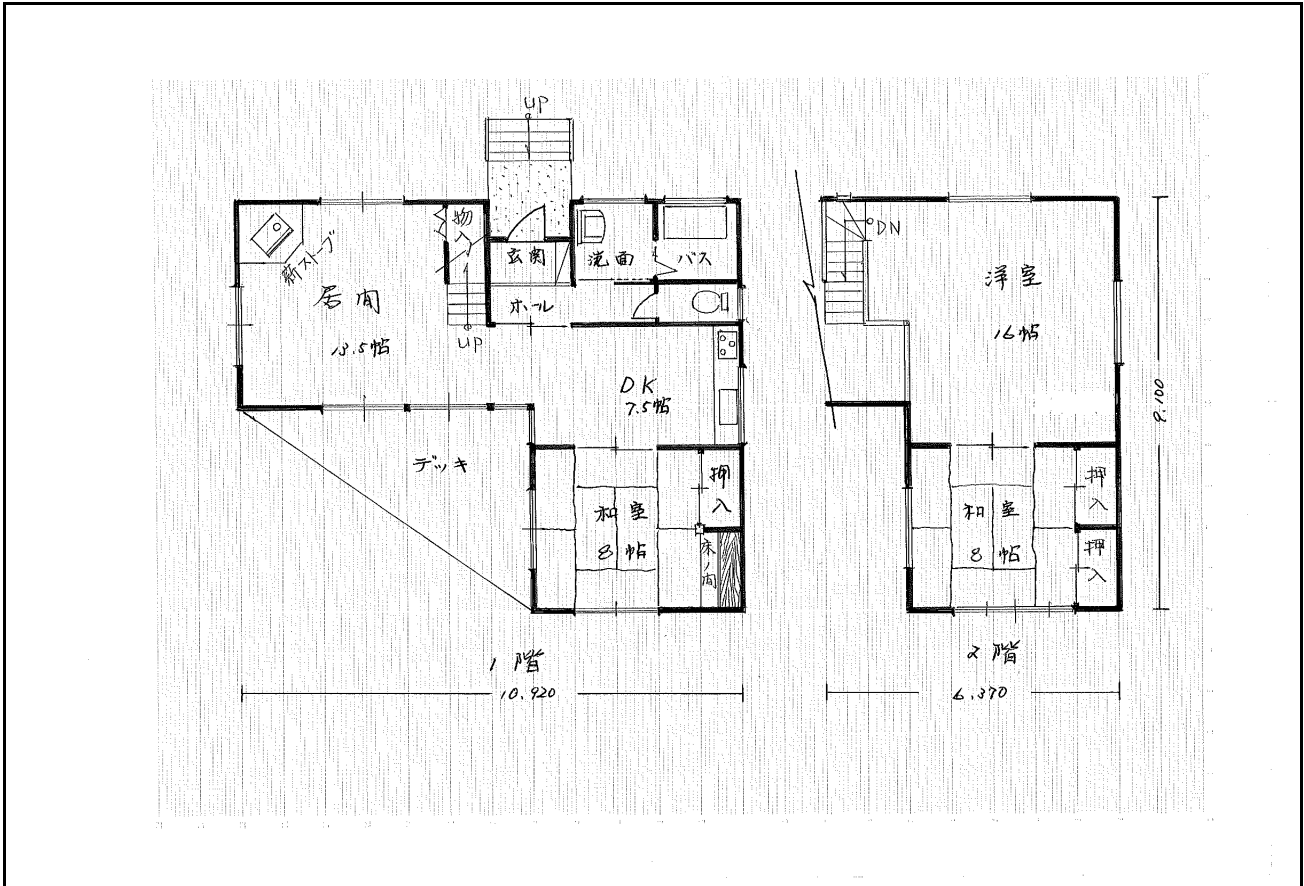 UP
物入
玄関
洗面
バス
薪ストーブ
居間
13.5帖
UP
ホール
DK
7.5帖
デッキ
和室
8帖
押入
床ノ間
1階
10.920
DN
洋室
16帖
和室
8帖
押入
押入
2階
6.370
9.100